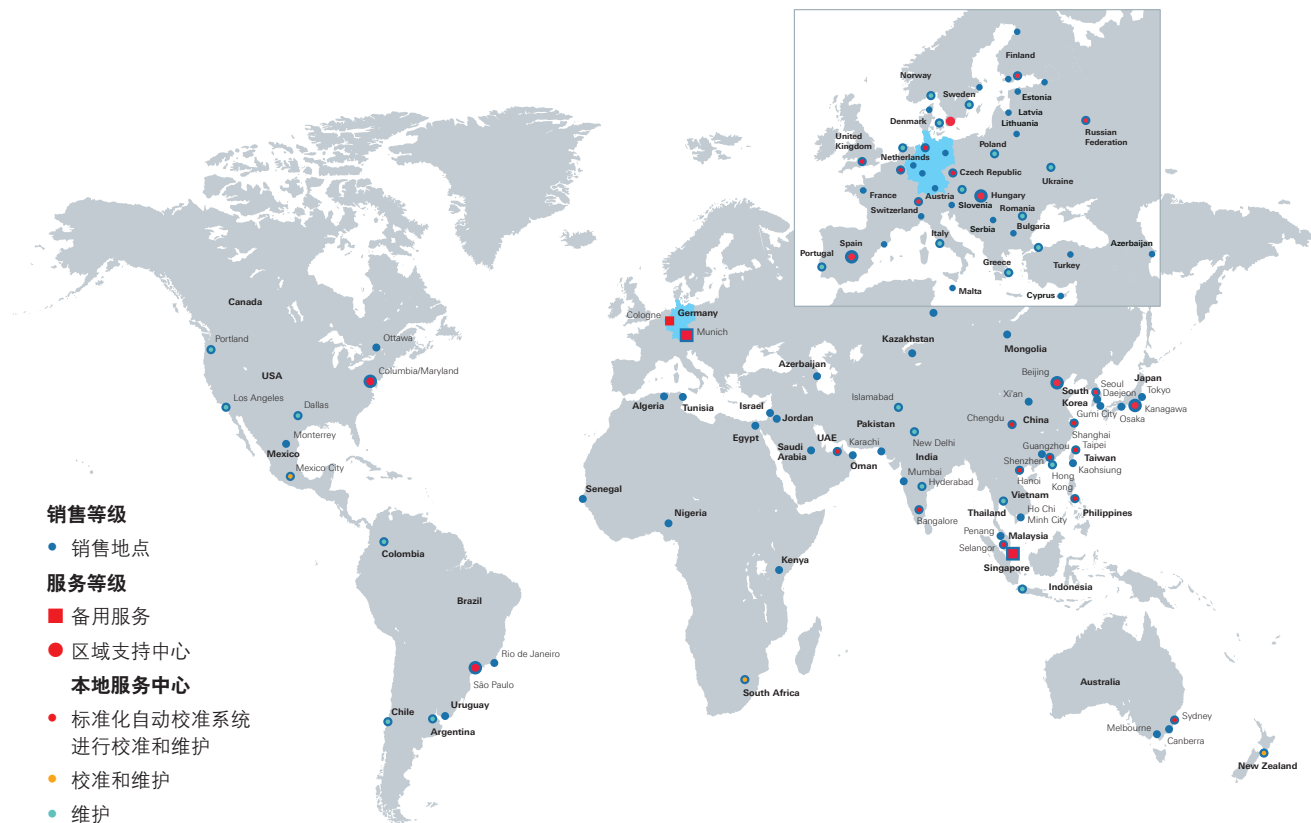 Finland
Norway
Sweden
Estonia
Latvia
Denmark
Lithuania
United
Kingdom
Russian
Federation
Poland
Netherlands
Czech Republic
Ukraine
France
Austria
Hungary
Switzerland
Slovenia
Romania
Serbia
Bulgaria
Italy
Spain
Portugal
Azerbaijan
Greece
Turkey
Malta
Cyprus
Canada
Portland
Ottawa
USA
Columbia/Maryland
Los Angeles
Dallas
Monterrey
Mexico
Mexico City
Cologne
Germany
Munich
Kazakhstan
Mongolia
Azerbaijan
Beijing
Japan
South
Korea
Seoul
Daejeon
Tokyo
Gumi City
Kanagawa
Osaka
Algeria
Tunisia
Israel
Jordan
Egypt
Islamabad
Pakistan
Xi'an
China
Chengdu
Shanghai
Taipei
New Delhi
India
UAE
Karachi
Saudi
Arabia
Oman
Guangzhou
Taiwan
Shenzhen
Kaohsiung
Hanoi
Hong
Kong
Mumbai
Hyderabad
Senegal
Nigeria
Vietnam
Thailand
Ho Chi
Minh City
Philippines
Bangalore
Penang
Malaysia
Selangor
Singapore
Kenya
Indonesia
Colombia
Brazil
Rio de Janeiro
São Paulo
Chile
Uruguay
Argentina
South Africa
Australia
Sydney
Melbourne
Canberra
New Zealand
销售等级
销售地点
服务等级
备用服务
区域支持中心
本地服务中心
标准化自动校准系统
进行校准和维护
校准和维护
维护